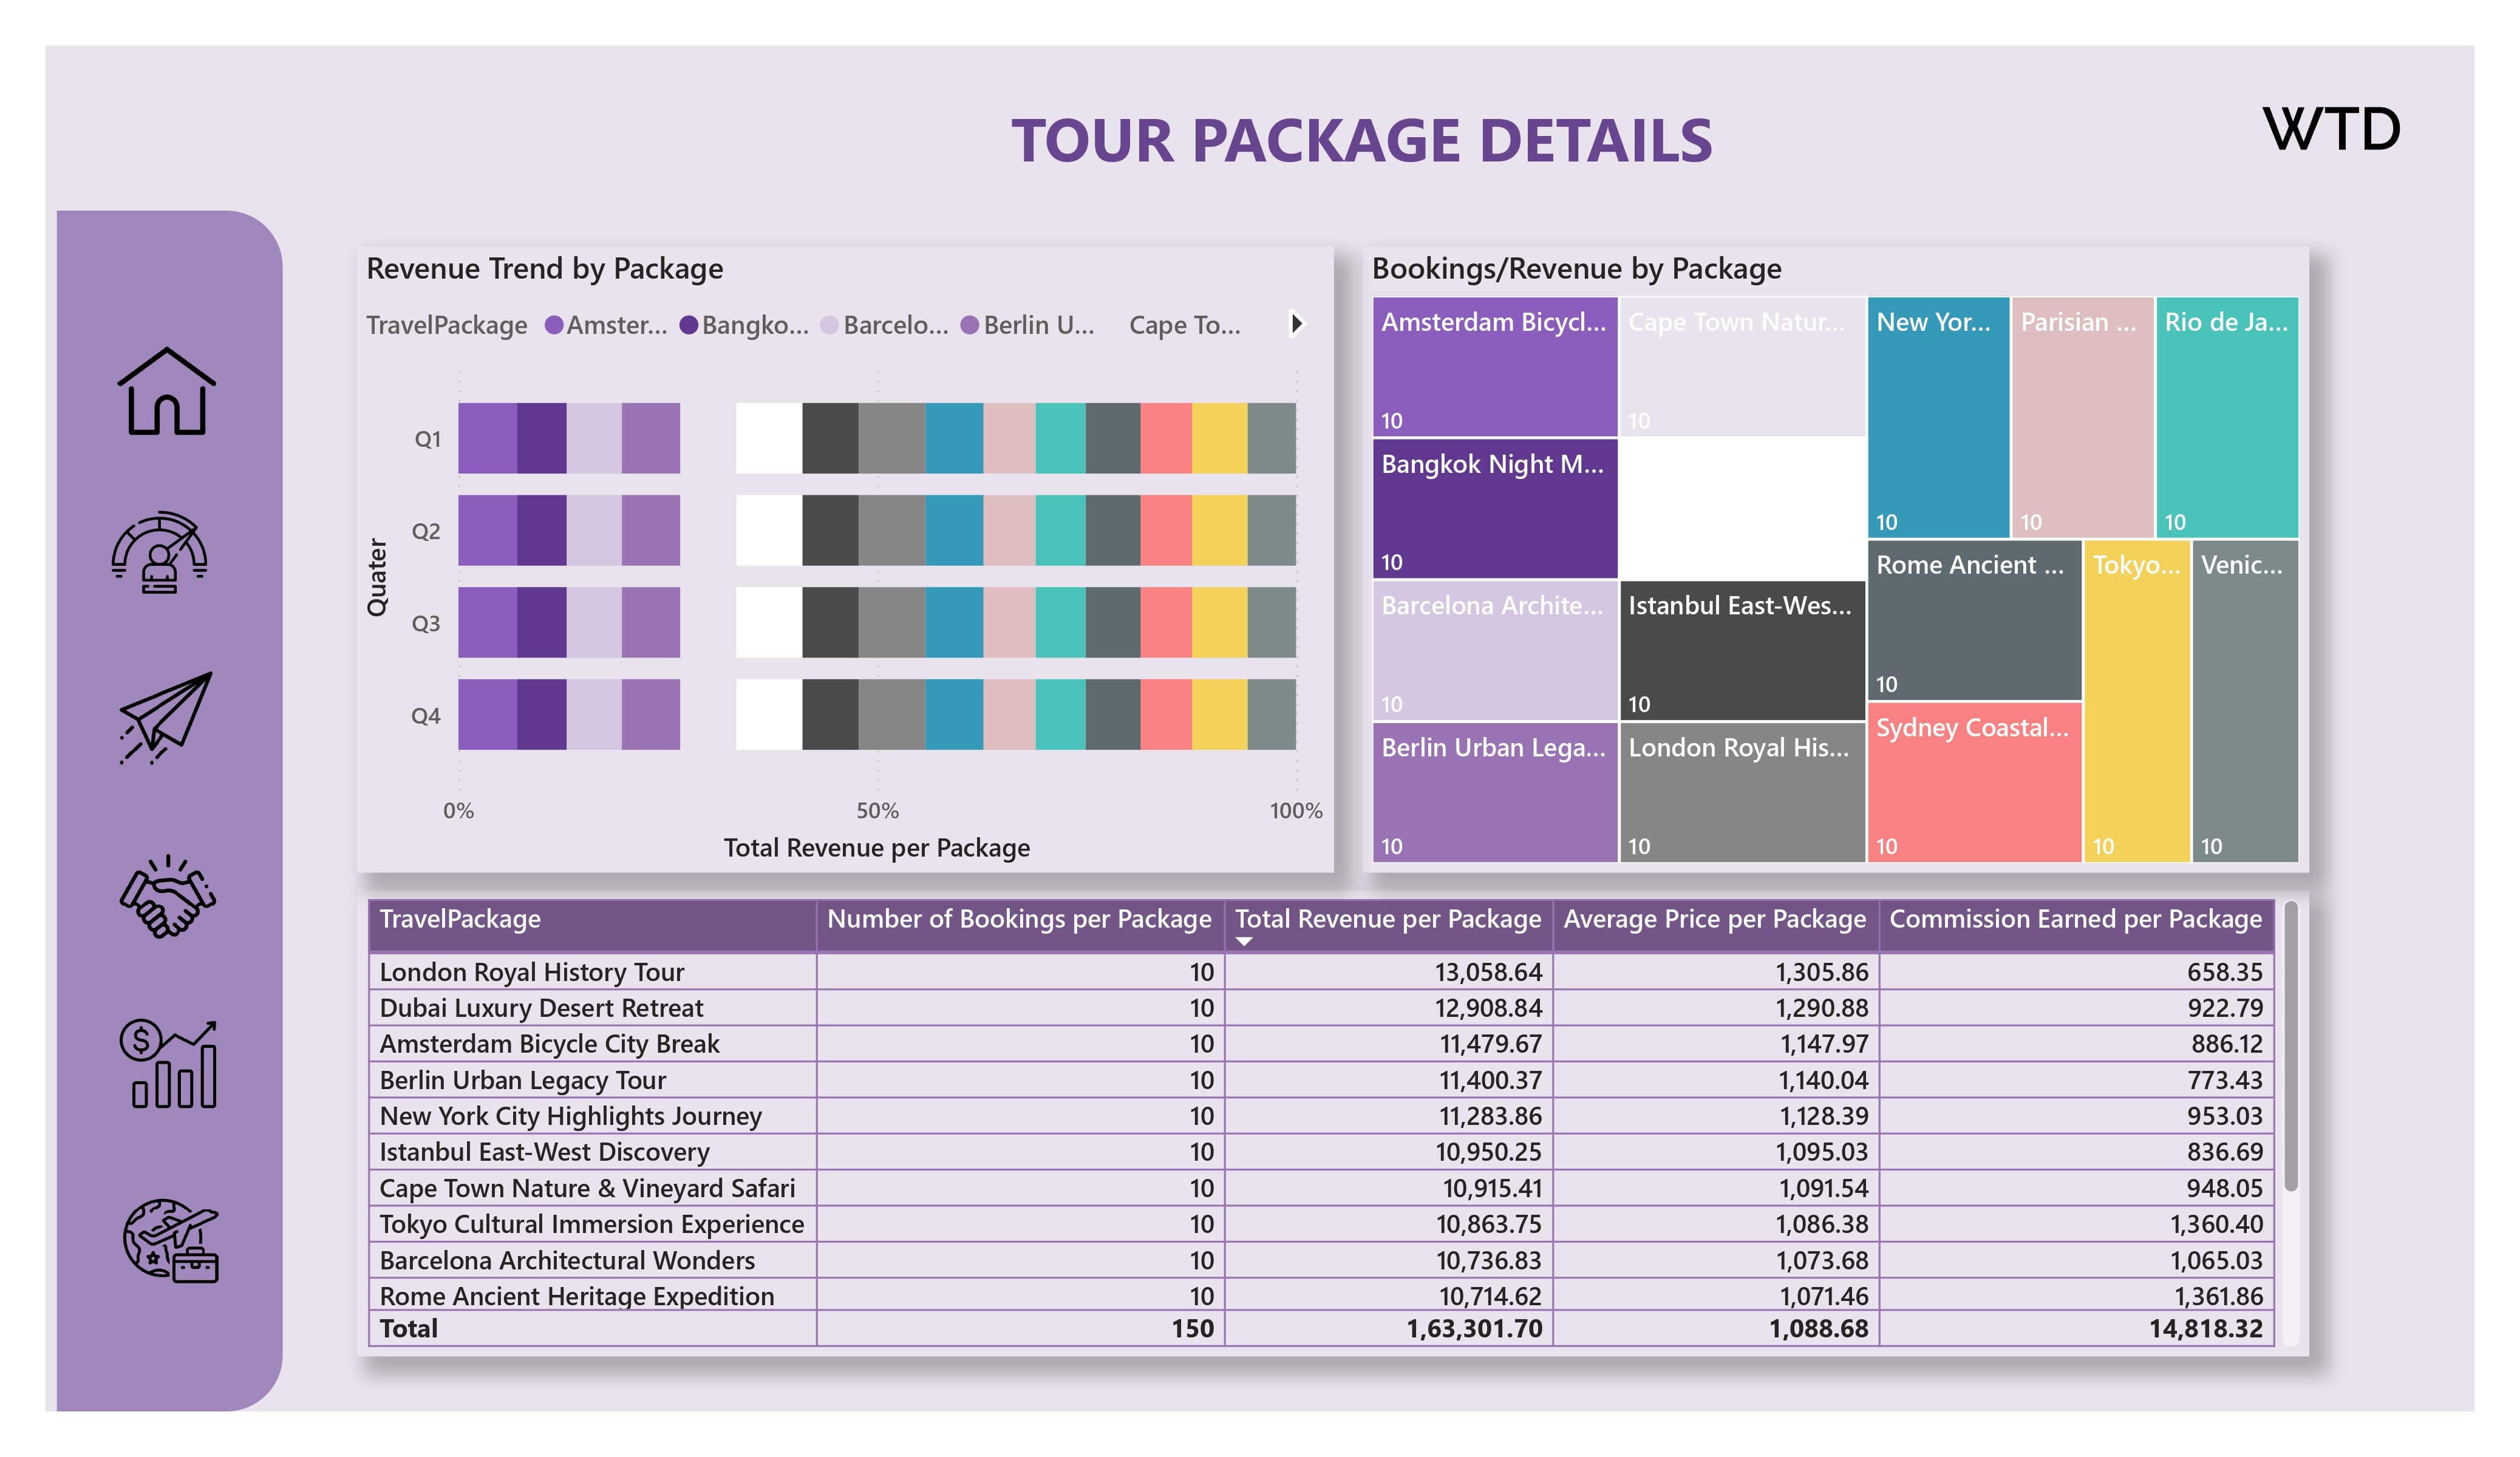 TOUR PACKAGE DETAILS
WTD
Revenue Trend by Package
TravelPackage Amster... Bangko... Barcelo... Berlin U... Cape To...
Quater
Q1
Q2
Q3
Q4
0% 50% 100%
Total Revenue per Package
Bookings/Revenue by Package
Amsterdam Bicycl...
10
Bangkok Night M...
10
Barcelona Archite...
10
Berlin Urban Lega...
10
Cape Town Natur...
10
Istanbul East-Wes...
10
London Royal His...
10
New Yor...
10
Parisian ...
10
Rio de Ja...
10
Rome Ancient ...
10
Sydney Coastal...
10
Tokyo...
10
Venic...
10
TravelPackage Number of Bookings per Package Total Revenue per Package Average Price per Package Commission Earned per Package
London Royal History Tour 10 13,058.64 1,305.86 658.35
Dubai Luxury Desert Retreat 10 12,908.84 1,290.88 922.79
Amsterdam Bicycle City Break 10 11,479.67 1,147.97 886.12
Berlin Urban Legacy Tour 10 11,400.37 1,140.04 773.43
New York City Highlights Journey 10 11,283.86 1,128.39 953.03
Istanbul East-West Discovery 10 10,950.25 1,095.03 836.69
Cape Town Nature & Vineyard Safari 10 10,915.41 1,091.54 948.05
Tokyo Cultural Immersion Experience 10 10,863.75 1,086.38 1,360.40
Barcelona Architectural Wonders 10 10,736.83 1,073.68 1,065.03
Rome Ancient Heritage Expedition 10 10,714.62 1,071.46 1,361.86
Total 150 1,63,301.70 1,088.68 14,818.32